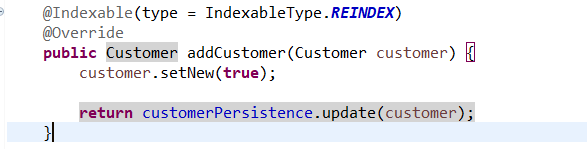 @Indexable(type = IndexableType.REINDEX)
@Override
public Customer addCustomer(Customer customer) {
customer.setNew(true);
return customerPersistence.update(customer);
}